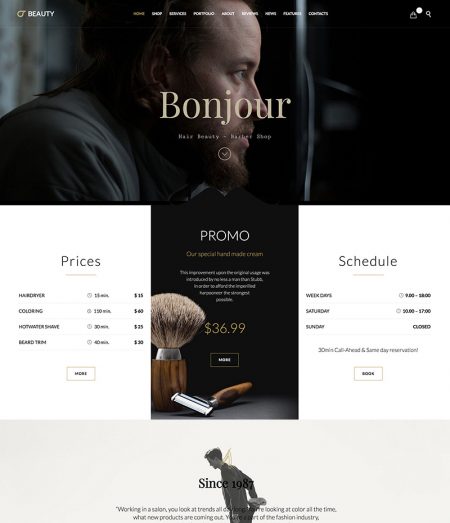 BEAUTY
HOME SHOP SERVICES PORTFOLIO ABOUT REVIEWS NEWS FEATURES CONTACTS
Bonjour
Hair Beauty - Barber Shop
Prices
HAIRDRYER 15 min. $ 15
COLORING 110 min. $ 60
HOTWATER SHAVE 30 min. $ 25
BEARD TRIM 40 min. $ 20
MORE
PROMO
Our special hand made cream
This improvement upon the original usage was
introduced by no less a man than Stubb,
in order to afford the imperilled
harpooneer the strongest
possible.
$36.99
MORE
Schedule
WEEK DAYS 9.00 – 18:00
SATURDAY 10.00 – 17:00
SUNDAY CLOSED
30min Call-Ahead & Same day reservation!
BOOK
Since 1987
"Working in a salon, you look at trends all day long. You're looking at color all the time,
what new products are coming out. You're a part of the fashion industry,